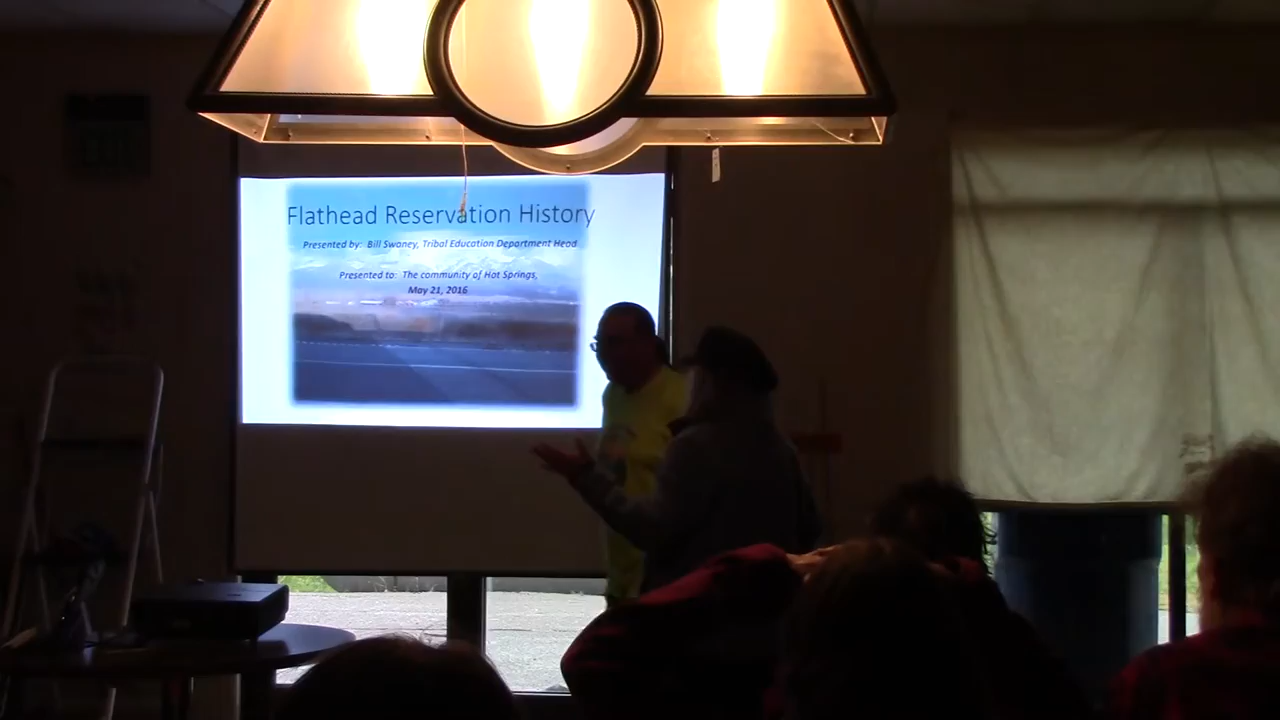 Flathead Reservation History
Presented by: Bill Swaney, Tribal Education Department Head
Presented to: The community of Hot Springs,
May 21, 2016